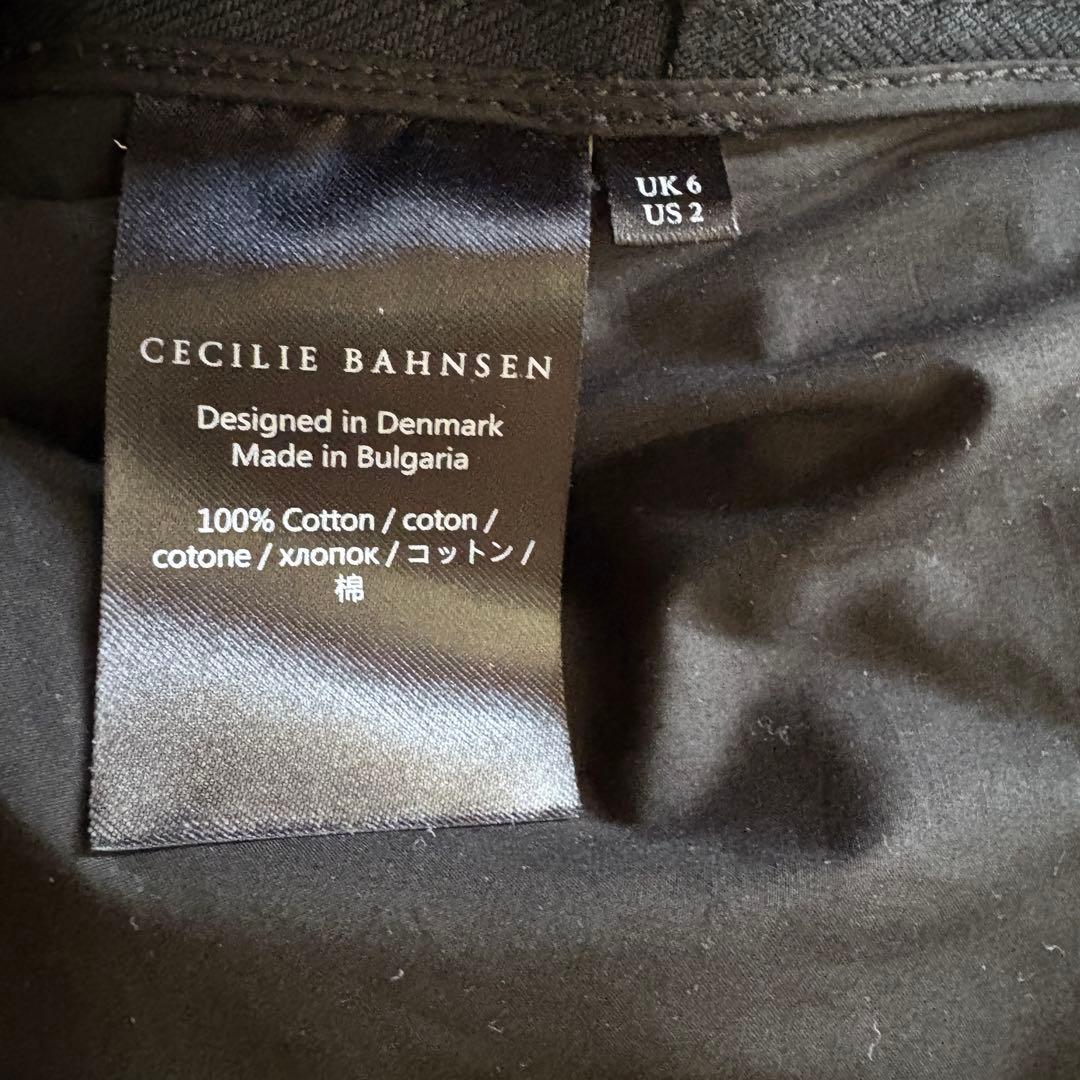 UK 6
US 2
CECILIE BAHNSEN
Designed in Denmark
Made in Bulgaria
100% Cotton / coton /
cotone / хлопок / コットン /
棉